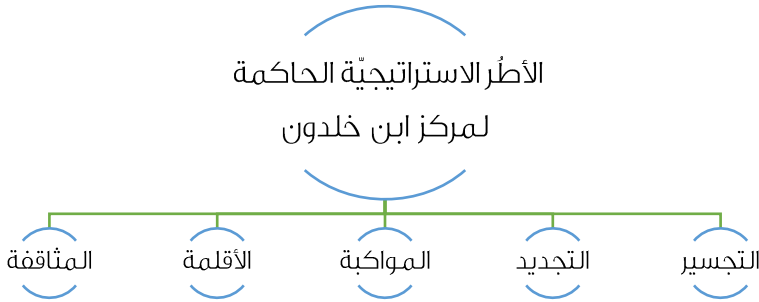 الأطُر الاستراتيجيّة الحاكمة
لمركز ابن خلدون
التجسير
التجديد
المواكبة
الأقلمة
المثاقفة